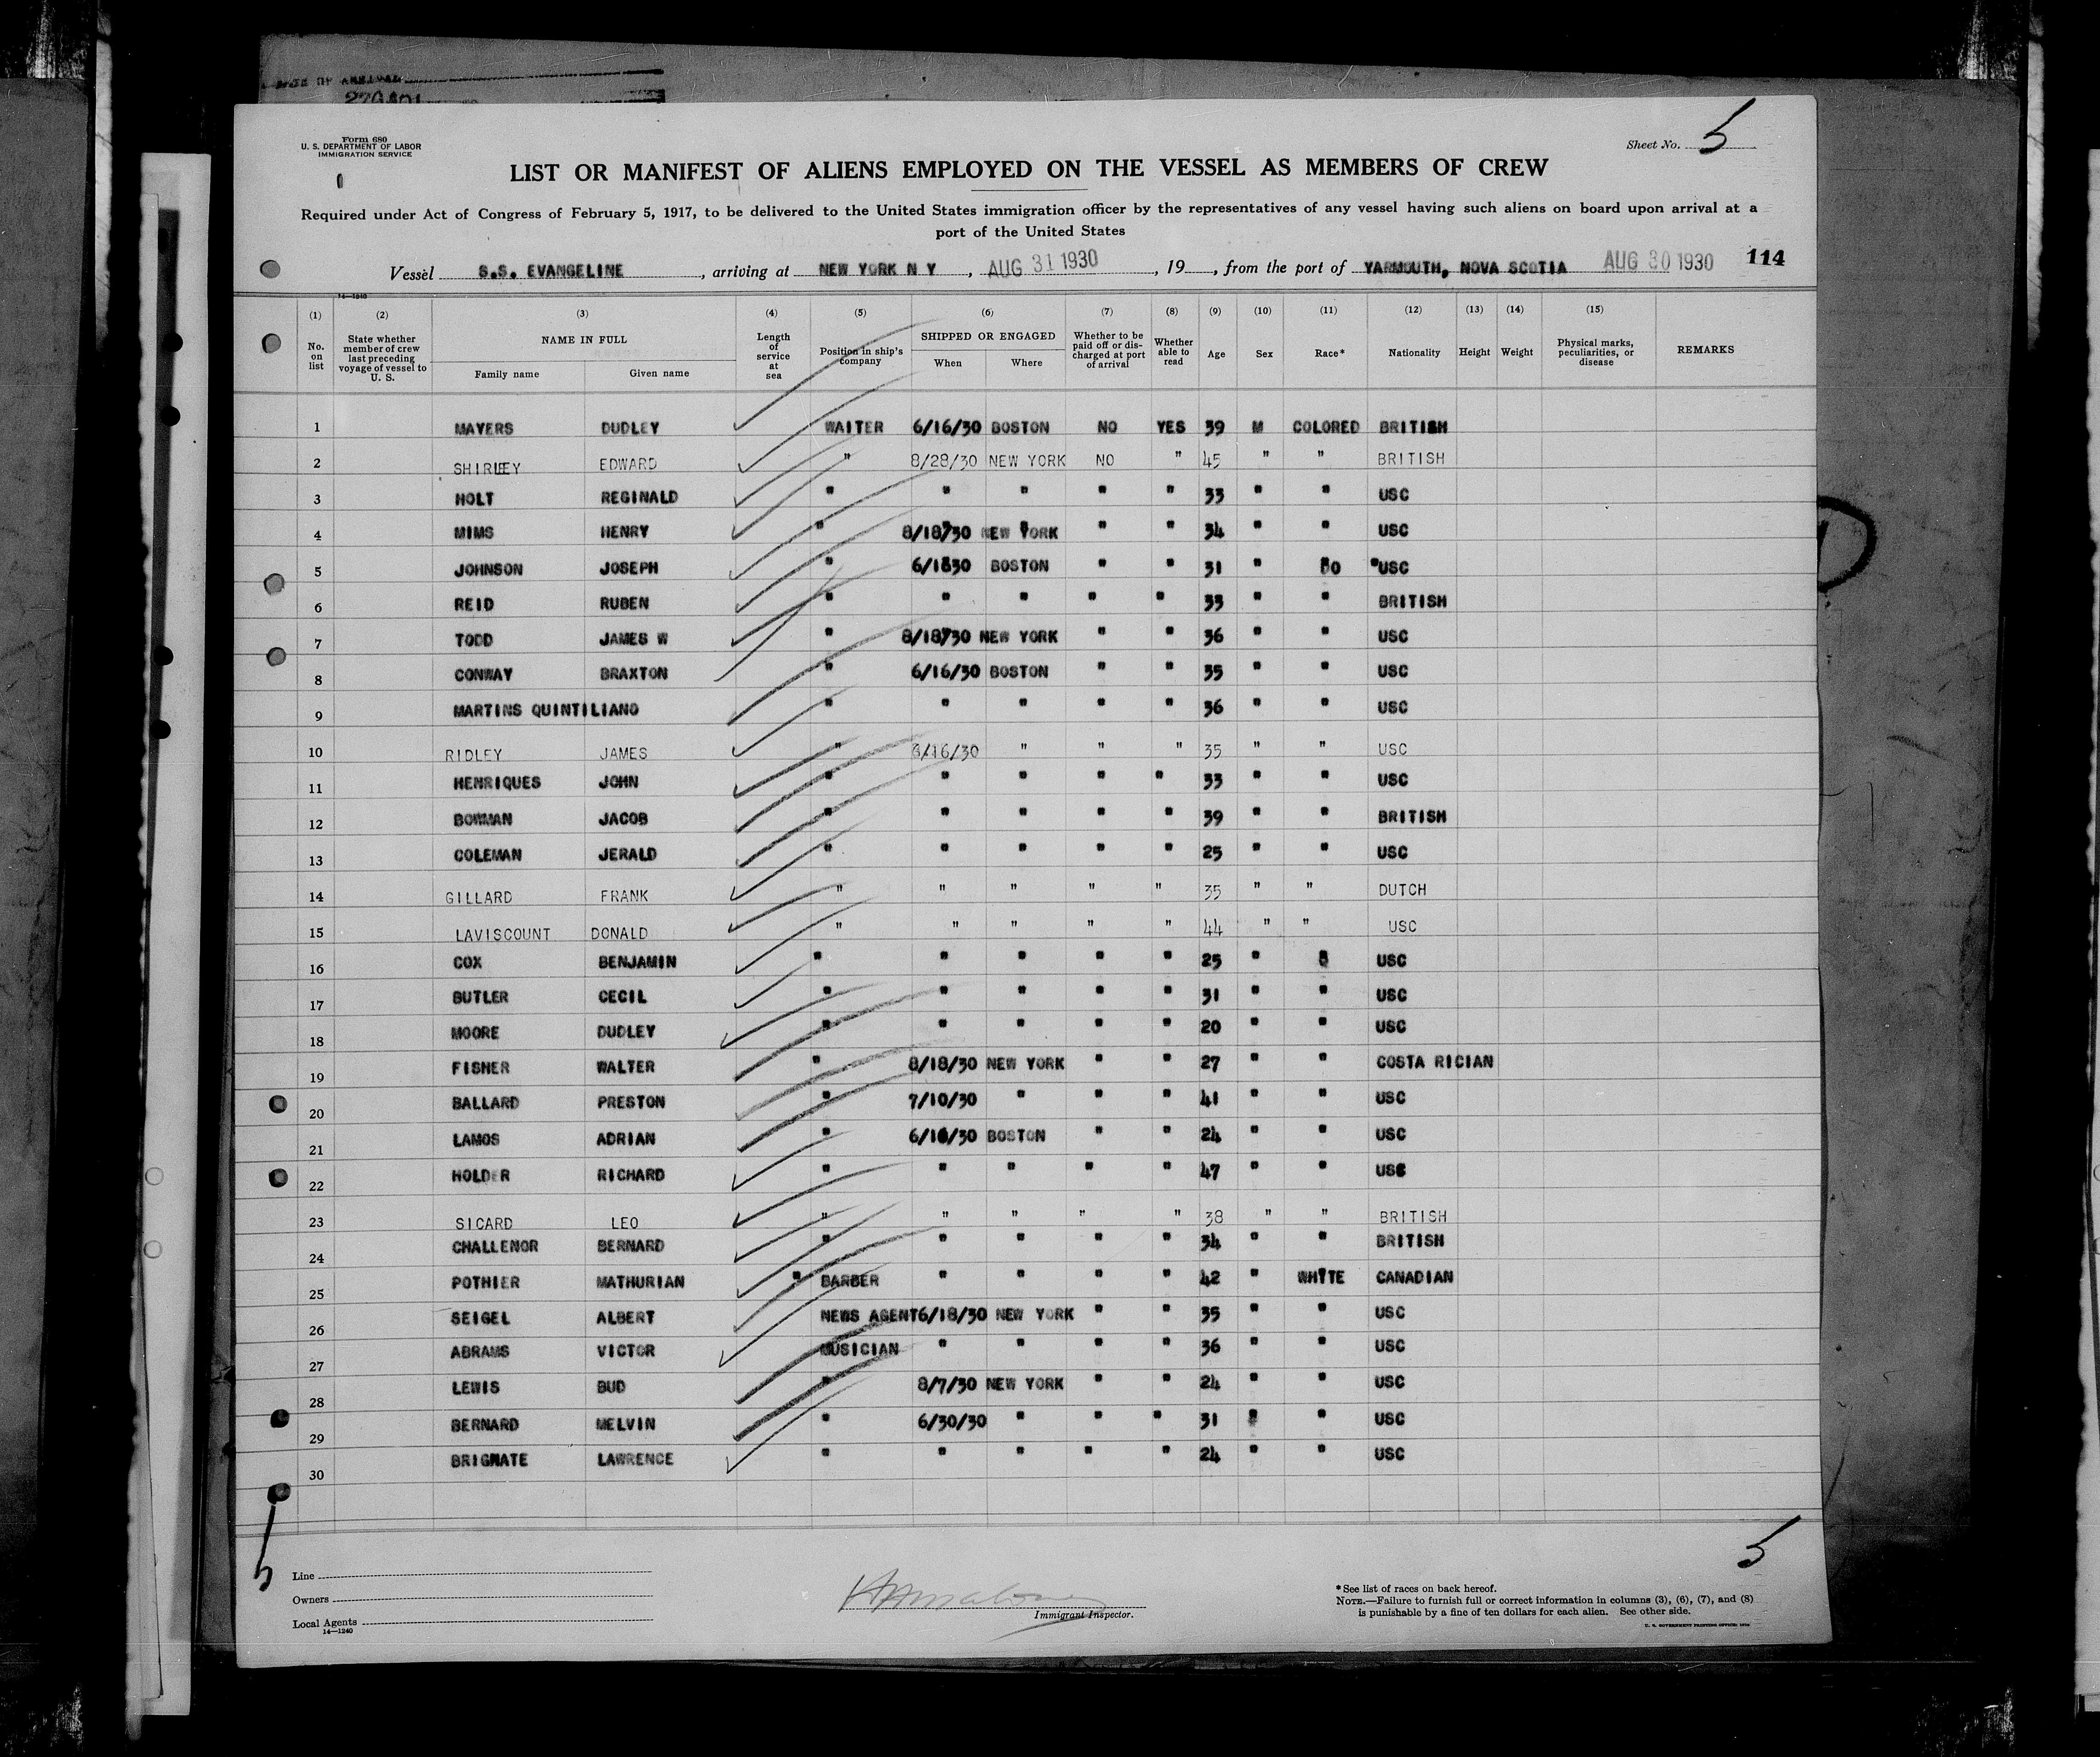 Form 680
U. S. DEPARTMENT OF LABOR
IMMIGRATION SERVICE
Sheet No. 5
LIST OR MANIFEST OF ALIENS EMPLOYED ON THE VESSEL AS MEMBERS OF CREW
Required under Act of Congress of February 5, 1917, to be delivered to the United States immigration officer by the representatives of any vessel having such aliens on board upon arrival at a
port of the United States
Vessel S.S. EVANGELINE, arriving at NEW YORK N Y, AUG 31 1930, 19, from the port of YARMOUTH, NOVA SCOTIA AUG 30 1930 114
14—1240
(1) No. on list (2) State whether member of crew last preceding voyage of vessel to U. S. (3) NAME IN FULL Family name Given name (4) Length of service at sea (5) Position in ship's company (6) SHIPPED OR ENGAGED When Where (7) Whether to be paid off or discharged at port of arrival (8) Whether able to read (9) Age (10) Sex (11) Race* (12) Nationality (13) Height (14) Weight (15) Physical marks, peculiarities, or disease REMARKS
1 MAYERS DUDLEY WAITER 6/16/30 BOSTON NO YES 39 M COLORED BRITISH
2 SHIRLEY EDWARD " 8/28/30 NEW YORK NO " 45 " " BRITISH
3 HOLT REGINALD " " " " " 33 " " USC
4 MIMS HENRY " 8/18/30 NEW YORK " " 34 " " USC
5 JOHNSON JOSEPH " 6/1830 BOSTON " " 31 " USC
6 REID RUBEN " " " " " 33 " " BRITISH
7 TODD JAMES W " 8/18/30 NEW YORK " " 36 " " USC
8 CONWAY BRAXTON " 6/16/30 BOSTON " " 35 " " USC
9 MARTINS QUINTILIANO " " " " " 36 " " USC
10 RIDLEY JAMES " 6/16/30 " " " 35 " " USC
11 HENRIQUES JOHN " " " " " 33 " " USC
12 BOWMAN JACOB " " " " " 39 " " BRITISH
13 COLEMAN JERALD " " " " " 25 " " USC
14 GILLARD FRANK " " " " " 35 " " DUTCH
15 LAVISCOUNT DONALD " " " " " 44 " " USC
16 COX BENJAMIN " " " " " 25 " USC
17 BUTLER CECIL " " " " " 31 " " USC
18 MOORE DUDLEY " " " " " 20 " " USC
19 FISHER WALTER " 8/18/30 NEW YORK " " 27 " " COSTA RICIAN
20 BALLARD PRESTON " 7/10/30 " " " 41 " " USC
21 LAMOS ADRIAN " 6/16/30 BOSTON " " 24 " " USC
22 HOLDER RICHARD " " " " " 47 " " USC
23 SICARD LEO " " " " " 38 " " BRITISH
24 CHALLENOR BERNARD " " " " " 34 " " BRITISH
25 POTHIER MATHURIAN " BARBER " " " " 42 " WHITE CANADIAN
26 SEIGEL ALBERT NEWS AGENT 6/18/30 NEW YORK " " 35 " " USC
27 ABRAMS VICTOR MUSICIAN " " " " 36 " " USC
28 LEWIS BUD " 8/7/30 NEW YORK " " 24 " " USC
29 BERNARD MELVIN " 6/30/30 " " " 31 " " USC
30 BRIGNATE LAWRENCE " " " " " 24 " " USC
5
5
Line
Owners
Local Agents
14—1240
Immigrant Inspector.
*See list of races on back hereof.
NOTE.—Failure to furnish full or correct information in columns (3), (6), (7), and (8)
is punishable by a fine of ten dollars for each alien. See other side.